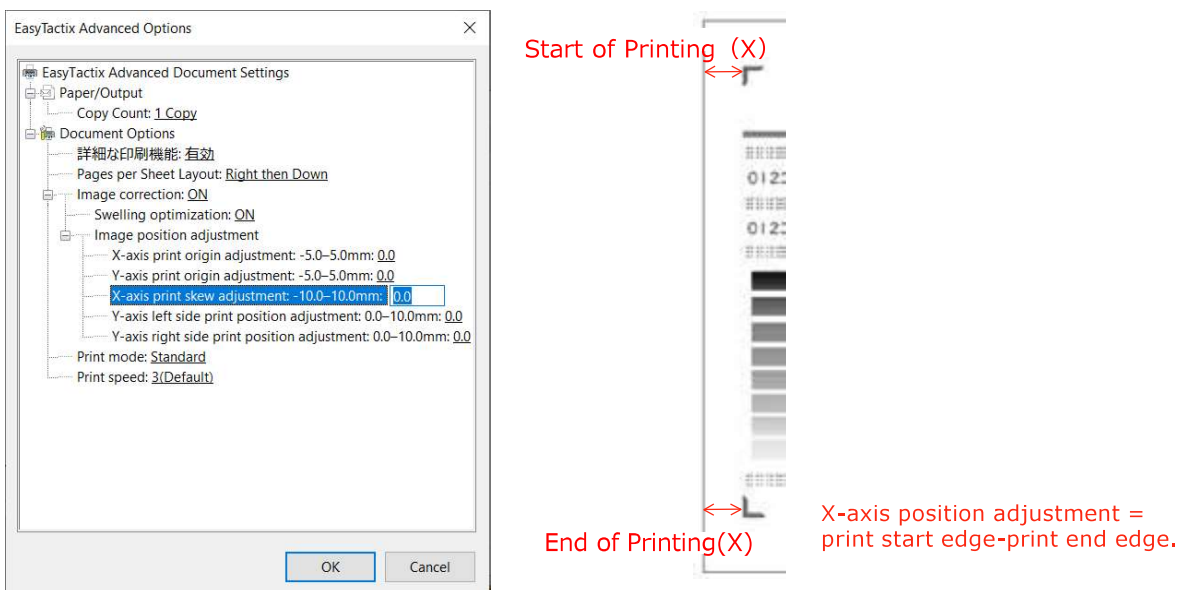 EasyTactix Advanced Options
EasyTactix Advanced Document Settings
Paper/Output
Copy Count: 1 Copy
Document Options
詳細な印刷機能: 有効
Pages per Sheet Layout: Right then Down
Image correction: ON
Swelling optimization: ON
Image position adjustment
X-axis print origin adjustment: -5.0–5.0mm: 0.0
Y-axis print origin adjustment: -5.0–5.0mm: 0.0
X-axis print skew adjustment: -10.0–10.0mm: 0.0
Y-axis left side print position adjustment: 0.0–10.0mm: 0.0
Y-axis right side print position adjustment: 0.0–10.0mm: 0.0
Print mode: Standard
Print speed: 3(Default)
OK
Cancel
Start of Printing (X)
012
012
End of Printing(X)
X-axis position adjustment =
print start edge-print end edge.